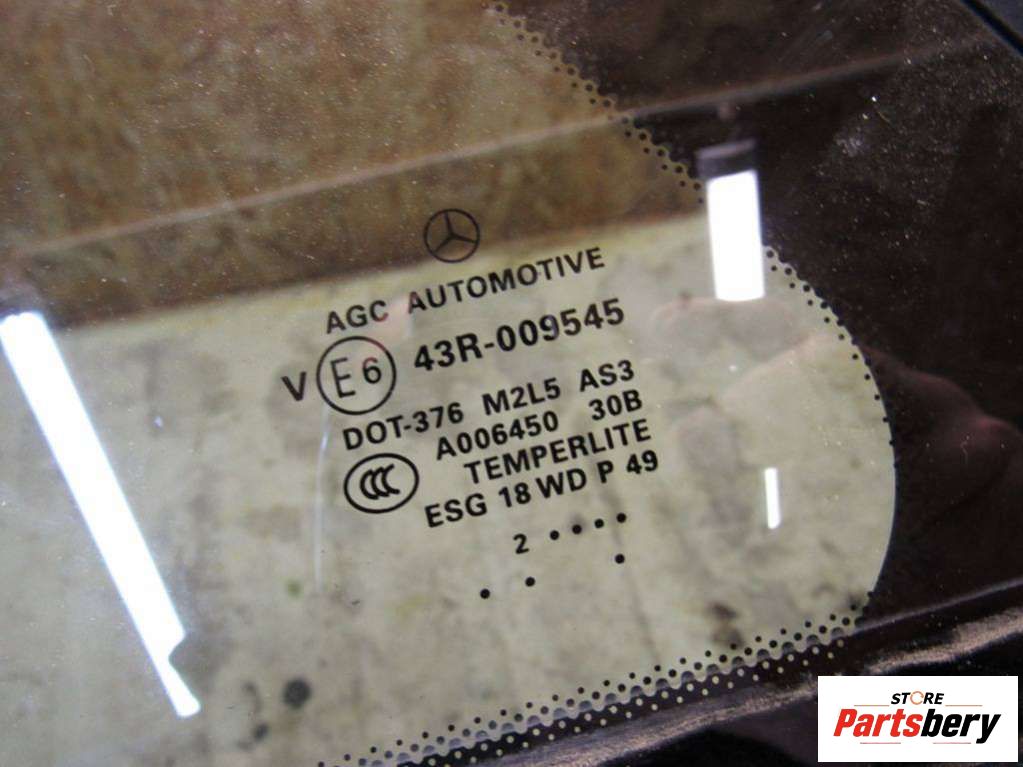 AGC AUTOMOTIVE
V E6 43R-009545
DOT-376 M2L5 AS3
A006450 30B
CCC TEMPERLITE
ESG 18 WD P 49
2 ....
. . .
STORE
Partsbery